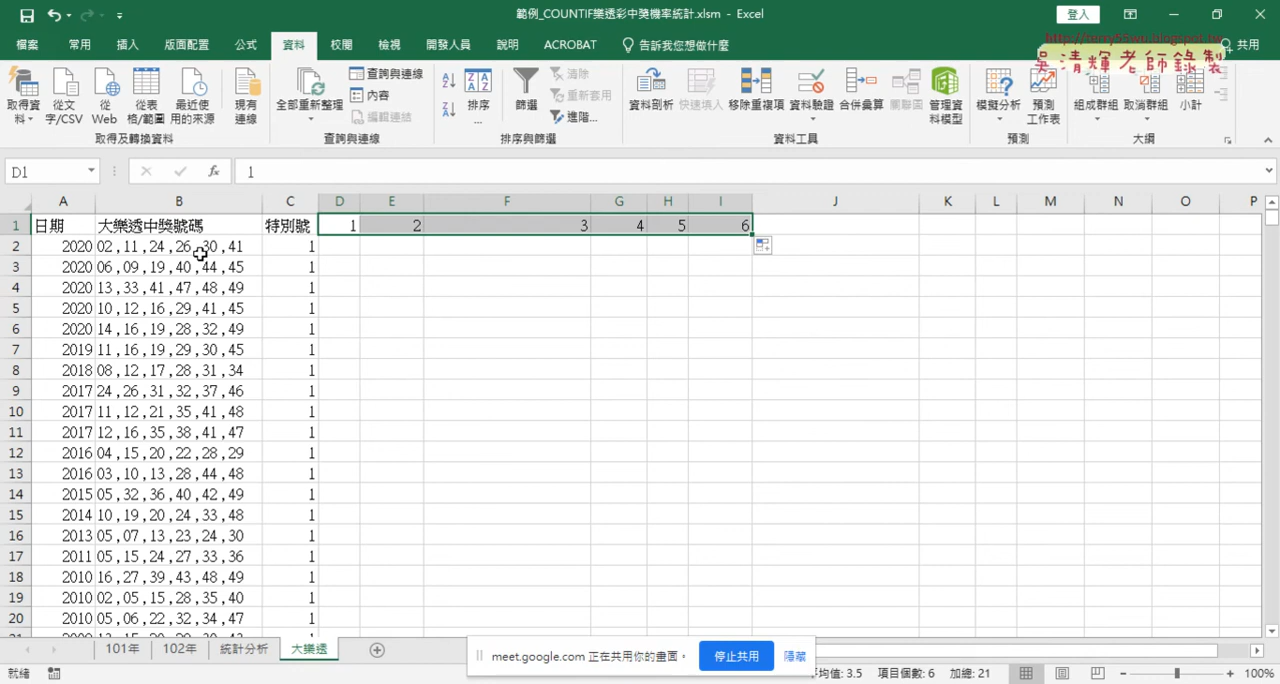 範例_COUNTIF樂透彩中獎機率統計.xlsm - Excel
登入
檔案 常用 插入 版面配置 公式 資料 校閱 檢視 開發人員 說明 ACROBAT 告訴我您想做什麼 共用
http://terry55wu.blogspot.tw
吳清輝老師錄製
取得資料 從文字/CSV 從 Web 從表格/範圍 最近使用的來源 現有連線
取得及轉換資料
全部重新整理 查詢與連線 內容 編輯連結
查詢與連線
排序 篩選 清除 重新套用 進階...
排序與篩選
資料剖析 快速填入 移除重複項 資料驗證 合併彙算 關聯圖 管理資料模型
資料工具
模擬分析 預測工作表
預測
組成群組 取消群組 小計
大綱
D1 fx 1
A B C D E F G H I J K L M N O P
1 日期 大樂透中獎號碼 特別號 1 2 3 4 5 6
2 2020 02,11,24,26,30,41 1
3 2020 06,09,19,40,44,45 1
4 2020 13,33,41,47,48,49 1
5 2020 10,12,16,29,41,45 1
6 2020 14,16,19,28,32,49 1
7 2019 11,16,19,29,30,45 1
8 2018 08,12,17,28,31,34 1
9 2017 24,26,31,32,37,46 1
10 2017 11,12,21,35,41,48 1
11 2017 12,16,35,38,41,47 1
12 2016 04,15,20,22,28,29 1
13 2016 03,10,13,28,44,48 1
14 2015 05,32,36,40,42,49 1
15 2014 10,19,20,24,33,48 1
16 2013 05,07,13,23,24,30 1
17 2011 05,15,24,27,33,36 1
18 2010 16,27,39,43,48,49 1
19 2010 02,05,15,28,35,40 1
20 2010 05,06,22,32,34,47 1
101年 102年 統計分析 大樂透
meet.google.com 正在共用你的畫面。 停止共用 隱藏
就緒 平均值: 3.5 項目個數: 6 加總: 21 100%